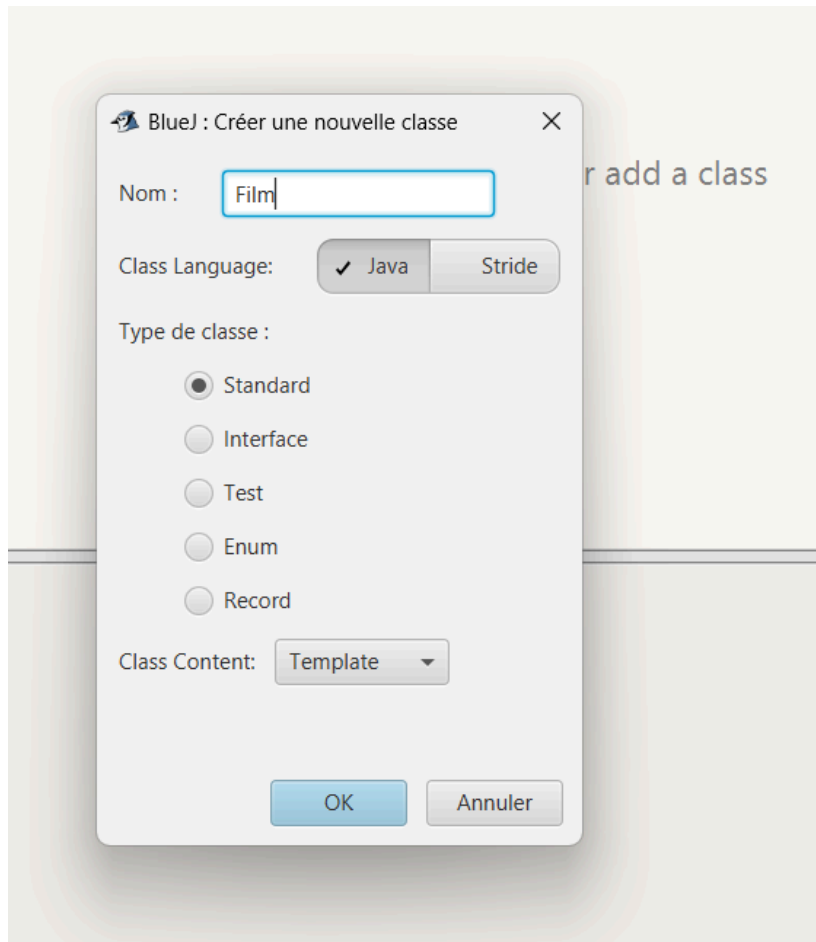 BlueJ : Créer une nouvelle classe
r add a class
Nom : Film
Class Language: Java Stride
Type de classe :
Standard
Interface
Test
Enum
Record
Class Content: Template
OK Annuler